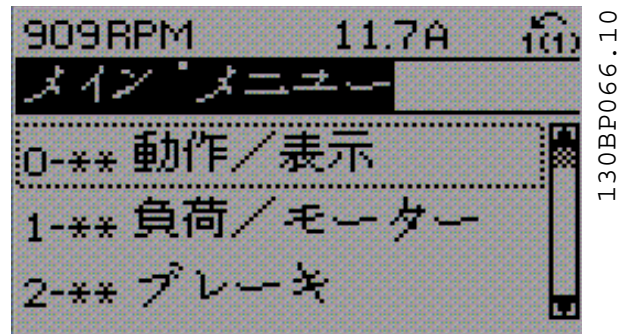 909RPM 11.7A 1(1)
メイン・メニュー
0-** 動作／表示
1-** 負荷／モーター
2-** ブレーキ
130BP066.10